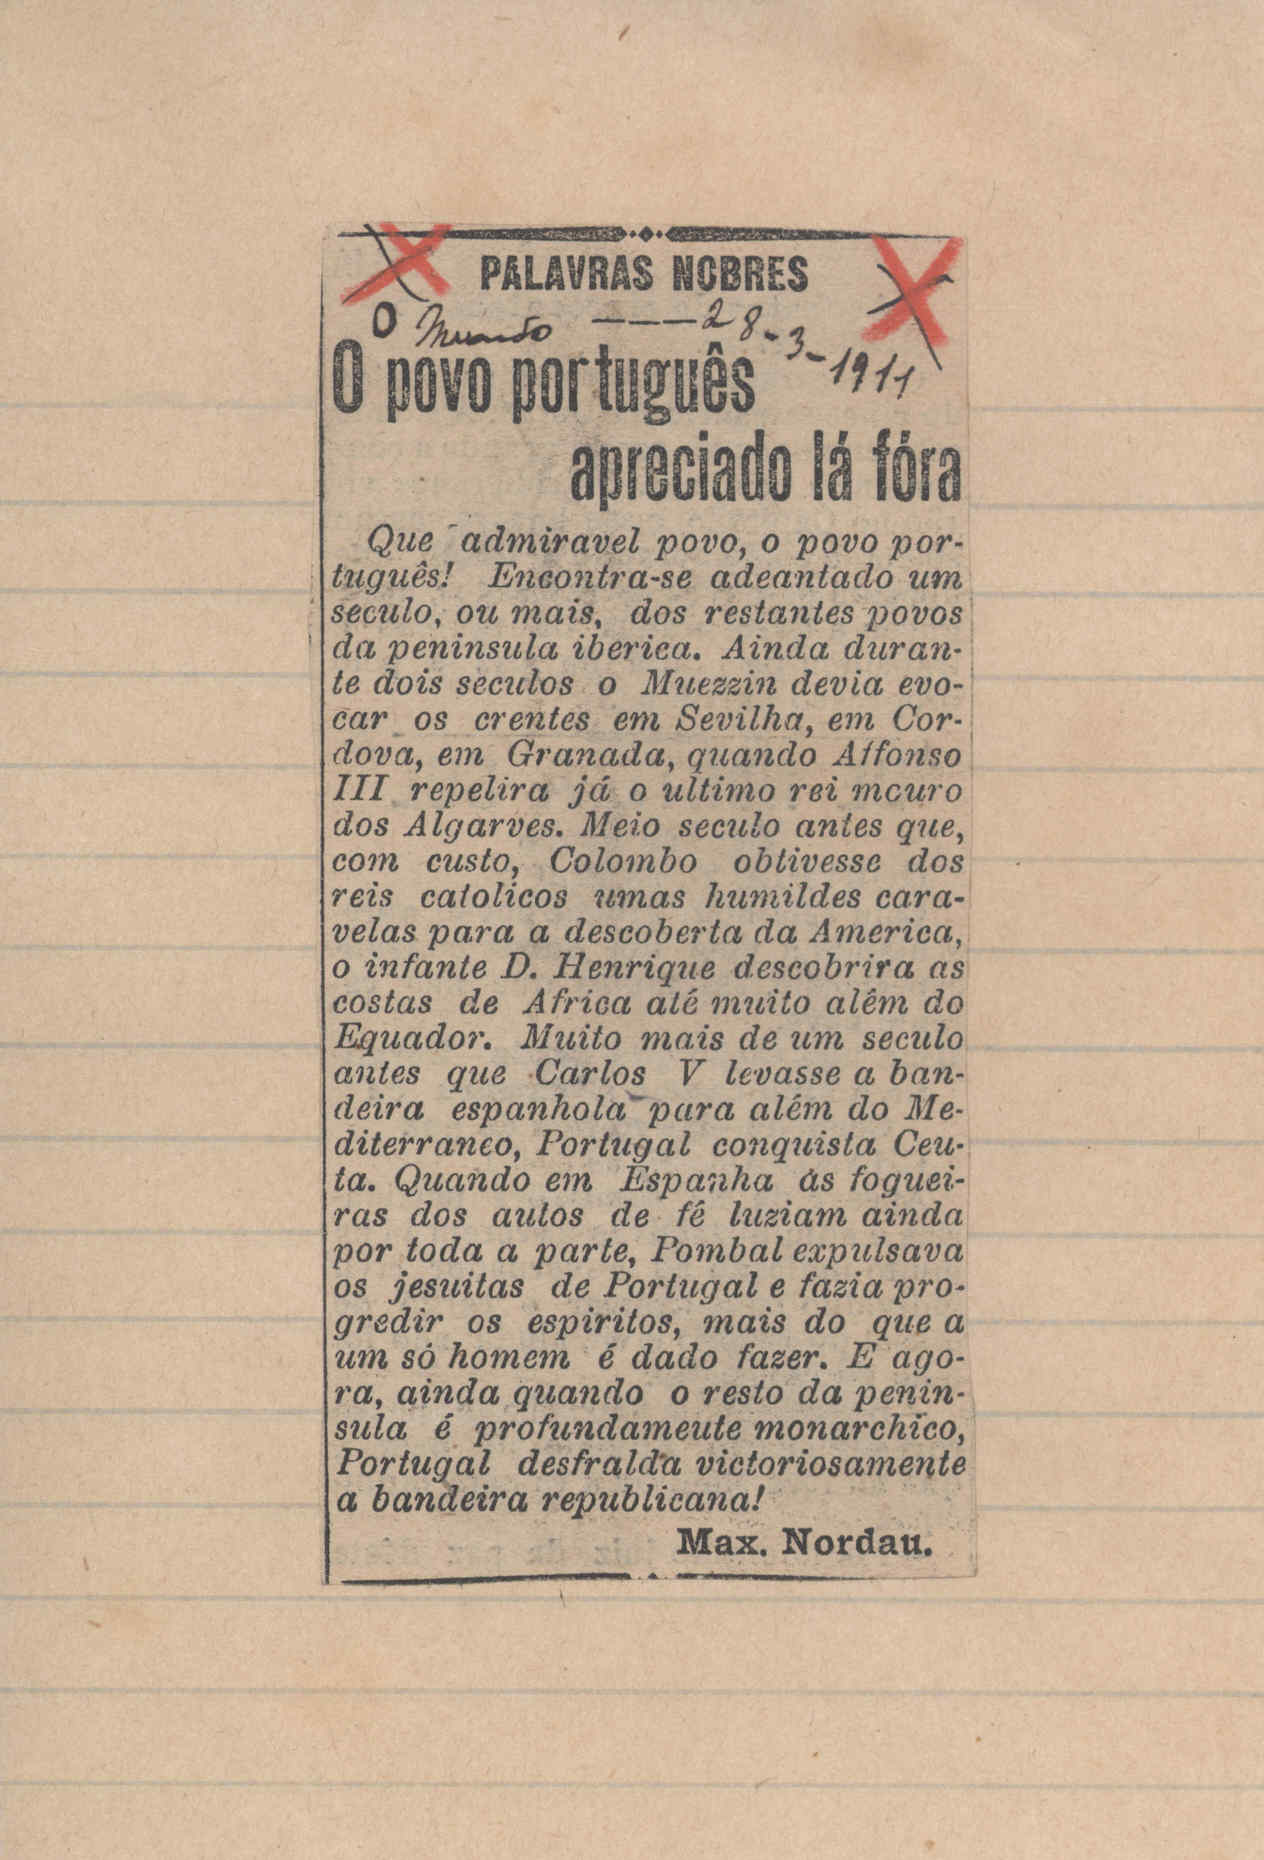 PALAVRAS NOBRES
O Mundo 28-3-1911
O povo português
apreciado lá fóra
Que admiravel povo, o povo por-
tuguês! Encontra-se adeantado um
seculo, ou mais, dos restantes povos
da peninsula iberica. Ainda duran-
te dois seculos o Muezzin devia evo-
car os crentes em Sevilha, em Cor-
dova, em Granada, quando Affonso
III repelira já o ultimo rei mouro
dos Algarves. Meio seculo antes que,
com custo, Colombo obtivesse dos
reis catolicos umas humildes cara-
velas para a descoberta da America,
o infante D. Henrique descobrira as
costas de Africa até muito alêm do
Equador. Muito mais de um seculo
antes que Carlos V levasse a ban-
deira espanhola para além do Me-
diterraneo, Portugal conquista Ceu-
ta. Quando em Espanha as foguei-
ras dos autos de fé luziam ainda
por toda a parte, Pombal expulsava
os jesuitas de Portugal e fazia pro-
gredir os espiritos, mais do que a
um só homem é dado fazer. E ago-
ra, ainda quando o resto da penin-
sula é profundameute monarchico,
Portugal desfralda victoriosamente
a bandeira republicana!
Max. Nordau.